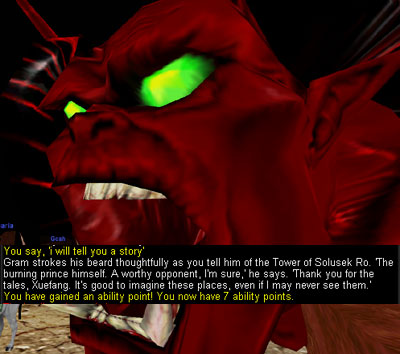 aria
Goah
You say, 'i will tell you a story'
Gram strokes his beard thoughtfully as you tell him of the Tower of Solusek Ro. 'The
burning prince himself. A worthy opponent, I'm sure,' he says. 'Thank you for the
tales, Xuefang. It's good to imagine these places, even if I may never see them.'
You have gained an ability point! You now have 7 ability points.